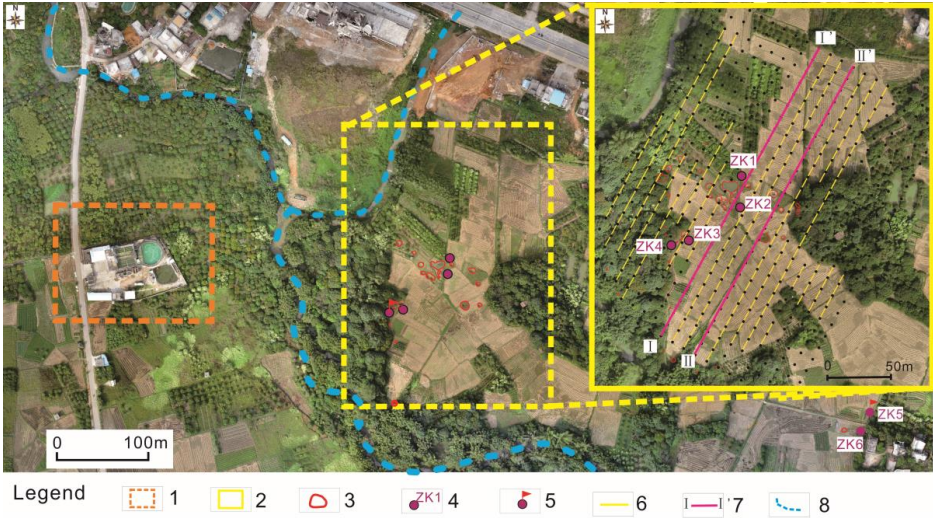 N
N
I'
II'
ZK1
ZK2
ZK3
ZK4
I
II
0 50m
ZK5
ZK6
0 100m
Legend 1 2 3 ZK1 4 5 6 I I' 7 8